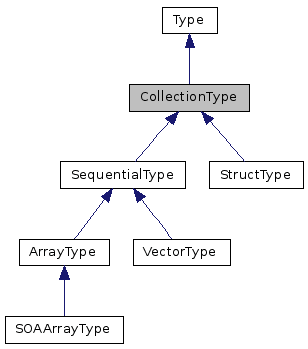 Type
CollectionType
SequentialType
StructType
ArrayType
VectorType
SOAArrayType